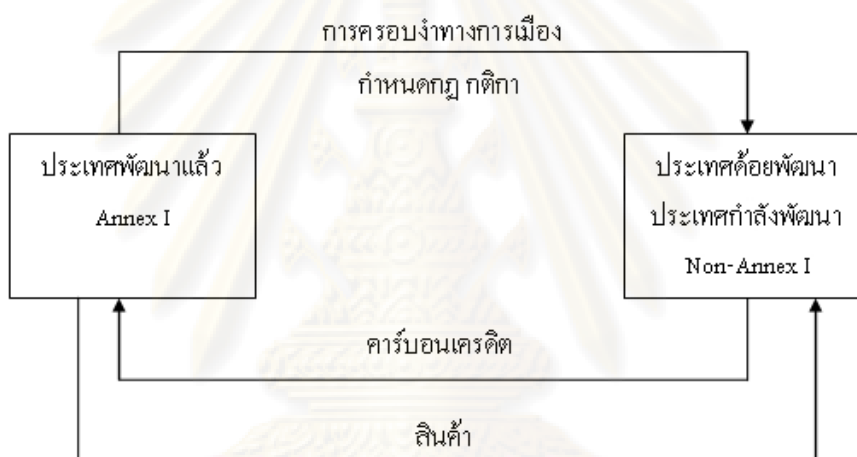 การครอบงำทางการเมือง
กำหนดกฎ กติกา
ประเทศพัฒนาแล้ว
Annex I
ประเทศด้อยพัฒนา
ประเทศกำลังพัฒนา
Non-Annex I
คาร์บอนเครดิต
สินค้า